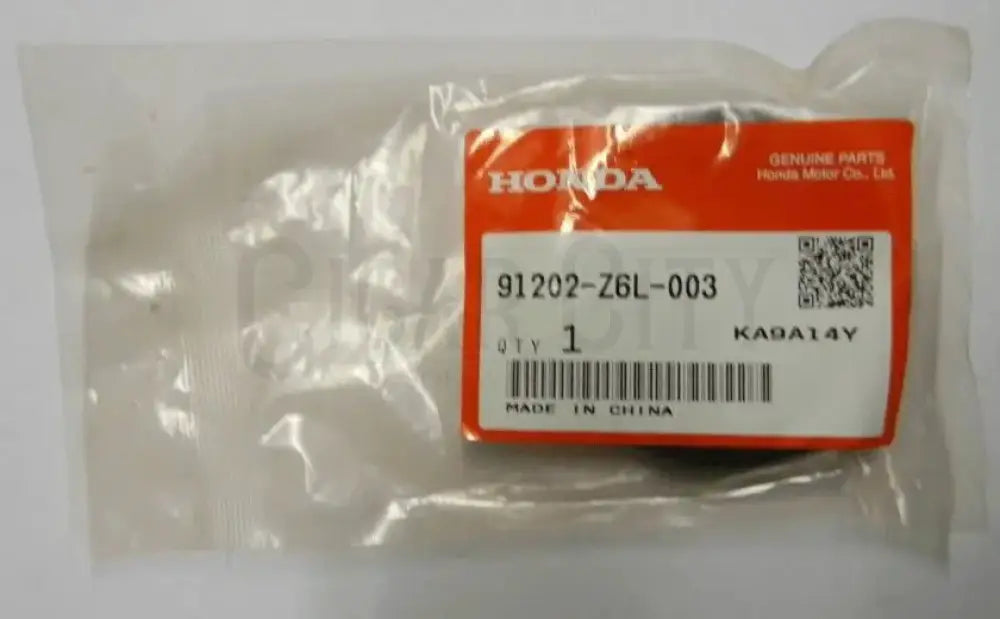 HONDA
GENUINE PARTS
Honda Motor Co., Ltd.
91202-Z6L-003
QTY 1
KA9A14Y
MADE IN CHINA